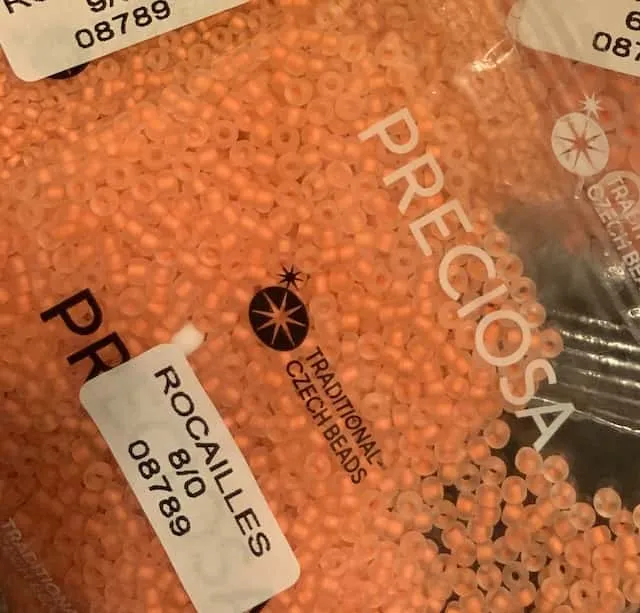 08789
PRECIOSA
TRADITIONAL
CZECH BEADS
PR
ROCAILLES
8/0
08789